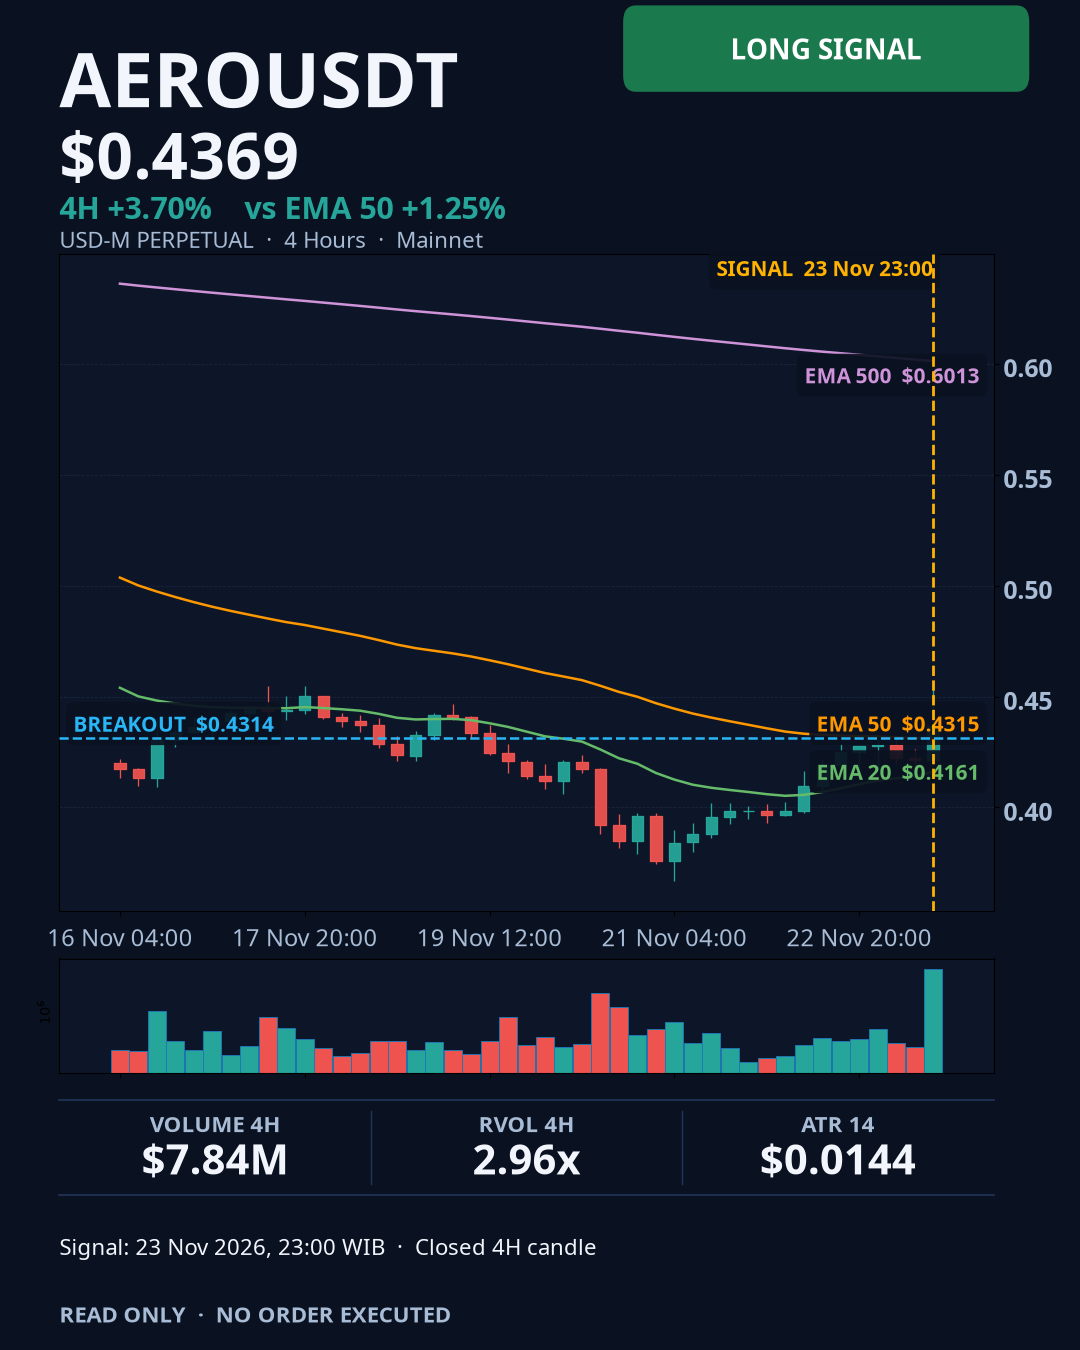 LONG SIGNAL
AEROUSDT
$0.4369
4H +3.70% vs EMA 50 +1.25%
USD-M PERPETUAL · 4 Hours · Mainnet
SIGNAL 23 Nov 23:00
EMA 500 $0.6013
0.60
0.55
0.50
0.45
BREAKOUT $0.4314
EMA 50 $0.4315
EMA 20 $0.4161
0.40
16 Nov 04:00 17 Nov 20:00 19 Nov 12:00 21 Nov 04:00 22 Nov 20:00
10⁶
VOLUME 4H RVOL 4H ATR 14
$7.84M 2.96x $0.0144
Signal: 23 Nov 2026, 23:00 WIB · Closed 4H candle
READ ONLY · NO ORDER EXECUTED